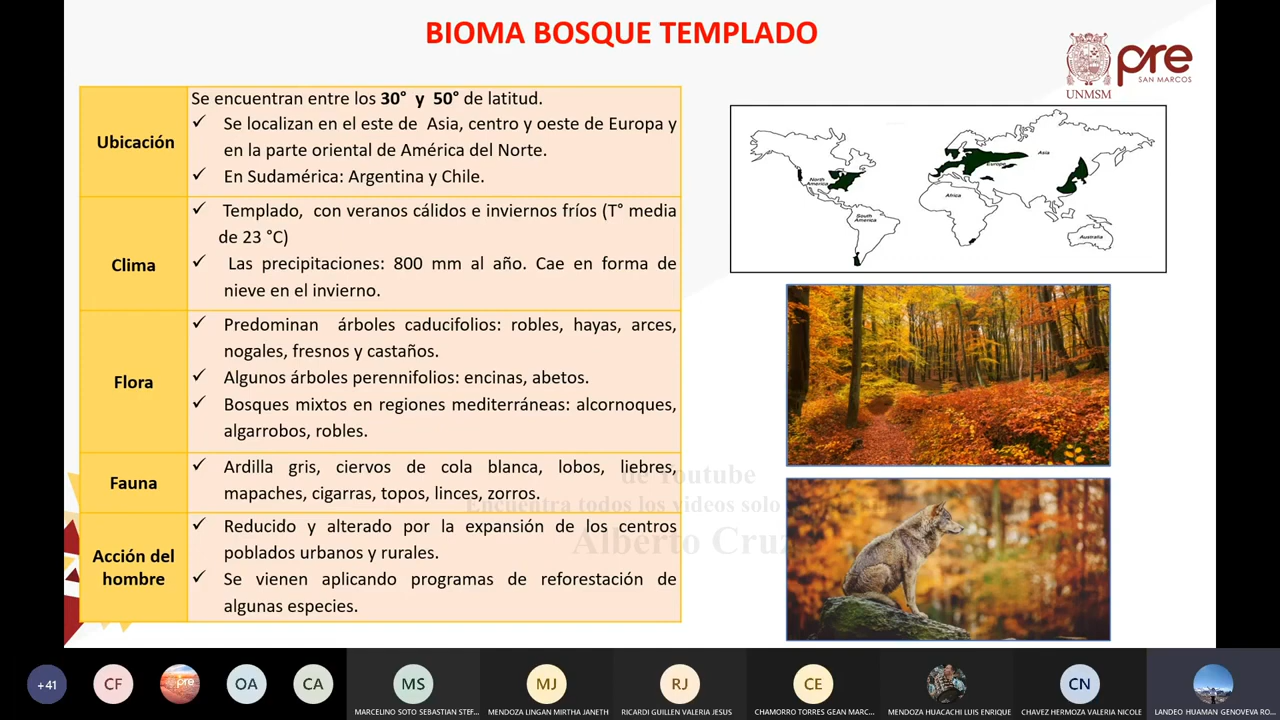 BIOMA BOSQUE TEMPLADO
pre
SAN MARCOS
UNMSM
Ubicación
Se encuentran entre los 30° y 50° de latitud.
✓ Se localizan en el este de Asia, centro y oeste de Europa y
en la parte oriental de América del Norte.
✓ En Sudamérica: Argentina y Chile.
Clima
✓ Templado, con veranos cálidos e inviernos fríos (T° media
de 23 °C)
✓ Las precipitaciones: 800 mm al año. Cae en forma de
nieve en el invierno.
Flora
✓ Predominan árboles caducifolios: robles, hayas, arces,
nogales, fresnos y castaños.
✓ Algunos árboles perennifolios: encinas, abetos.
✓ Bosques mixtos en regiones mediterráneas: alcornoques,
algarrobos, robles.
Fauna
✓ Ardilla gris, ciervos de cola blanca, lobos, liebres,
mapaches, cigarras, topos, linces, zorros.
Acción del
hombre
✓ Reducido y alterado por la expansión de los centros
poblados urbanos y rurales.
✓ Se vienen aplicando programas de reforestación de
algunas especies.
North
America
South
America
Europe
Asia
Africa
Australia
de Youtube
Encuentra todos los videos solo
Alberto Cruz
+41
CF
pre
OA
CA
MS
MARCELINO SOTO SEBASTIAN STEF...
MJ
MENDOZA LINGAN MIRTHA JANETH
RJ
RICARDI GUILLEN VALERIA JESUS
CE
CHAMORRO TORRES GEAN MARC...
MENDOZA HUACACHI LUIS ENRIQUE
CN
CHAVEZ HERMOZA VALERIA NICOLE
LANDEO HUAMAN GENOVEVA RO...